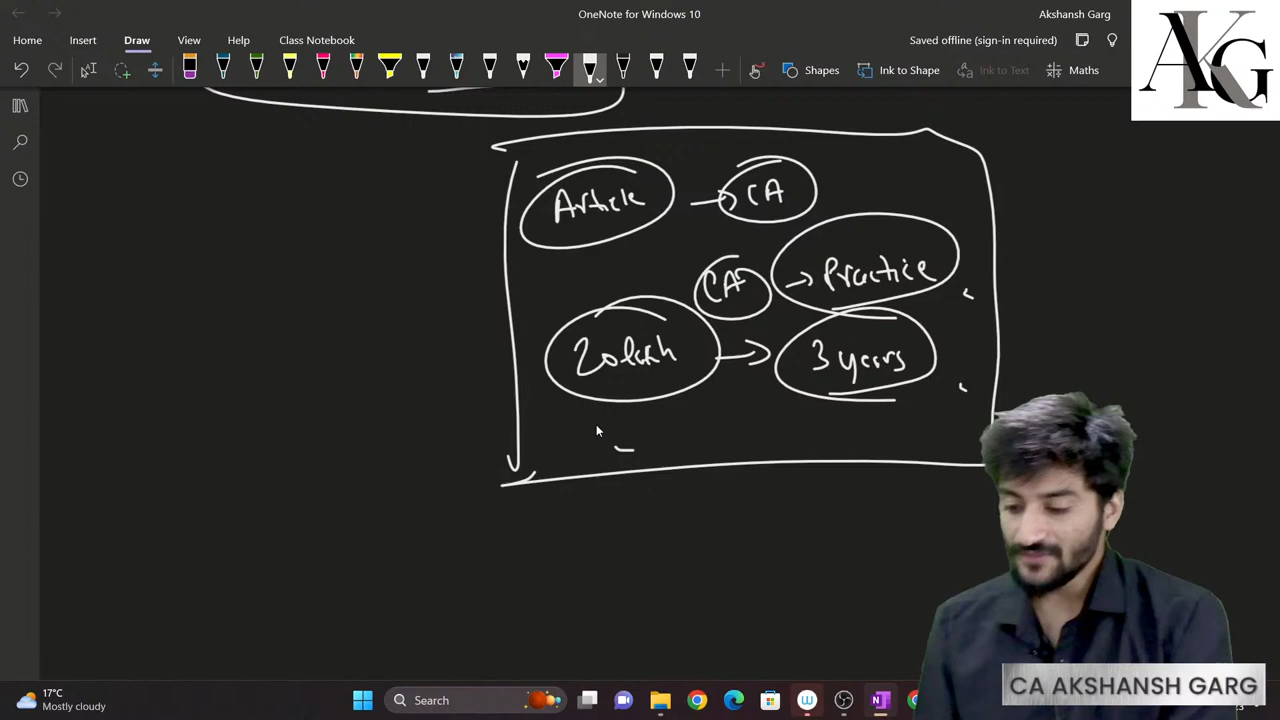 OneNote for Windows 10
Akshansh Garg
Home Insert Draw View Help Class Notebook
Saved offline (sign-in required)
Shapes Ink to Shape Ink to Text Maths
AKG
Article → CA
CA → Practice
20 lakh → 3 years
CA AKSHANSH GARG
17°C
Mostly cloudy
Search